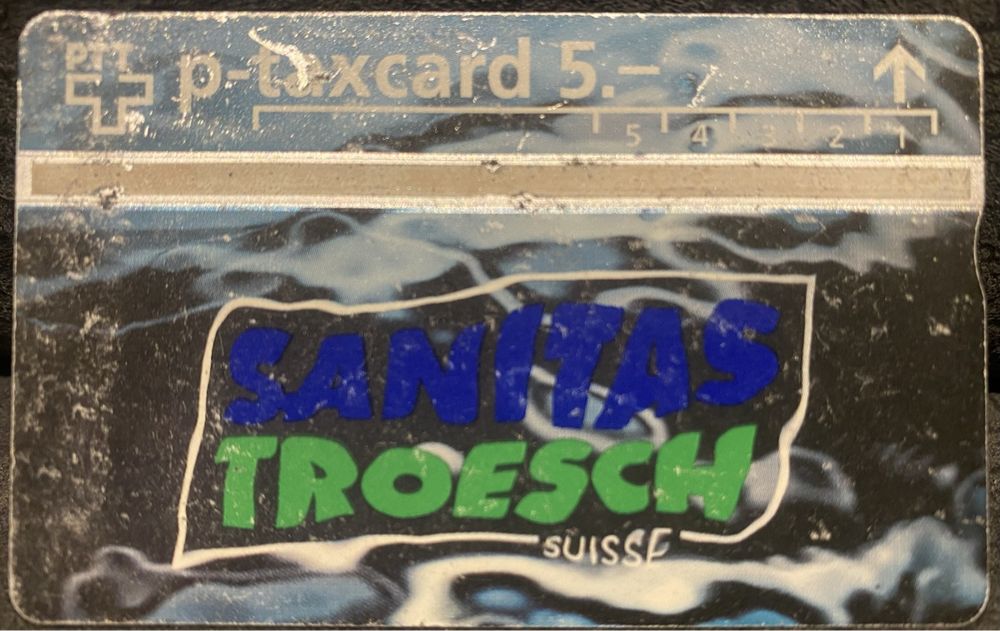 PTT
p-taxcard 5.–
5 4 3 2 1
SANITAS
TROESCH
SUISSE